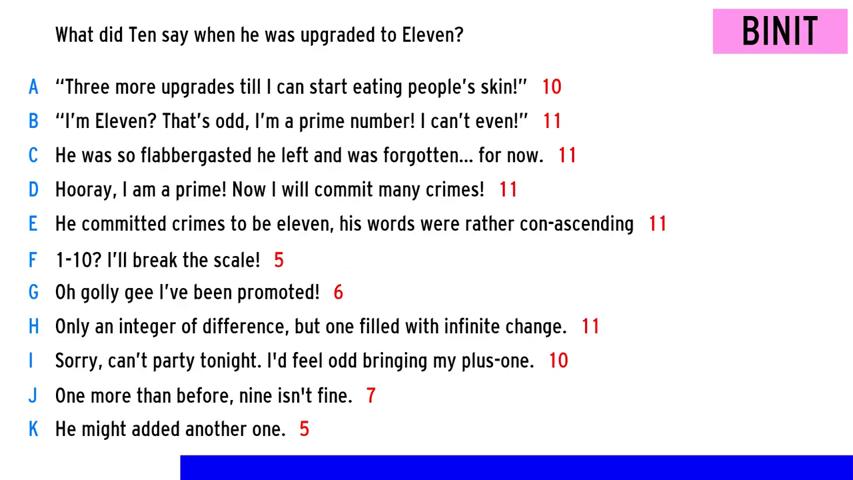 What did Ten say when he was upgraded to Eleven?
BINIT
A “Three more upgrades till I can start eating people’s skin!” 10
B “I’m Eleven? That’s odd, I’m a prime number! I can’t even!” 11
C He was so flabbergasted he left and was forgotten... for now. 11
D Hooray, I am a prime! Now I will commit many crimes! 11
E He committed crimes to be eleven, his words were rather con-ascending 11
F 1-10? I’ll break the scale! 5
G Oh golly gee I’ve been promoted! 6
H Only an integer of difference, but one filled with infinite change. 11
I Sorry, can’t party tonight. I'd feel odd bringing my plus-one. 10
J One more than before, nine isn't fine. 7
K He might added another one. 5